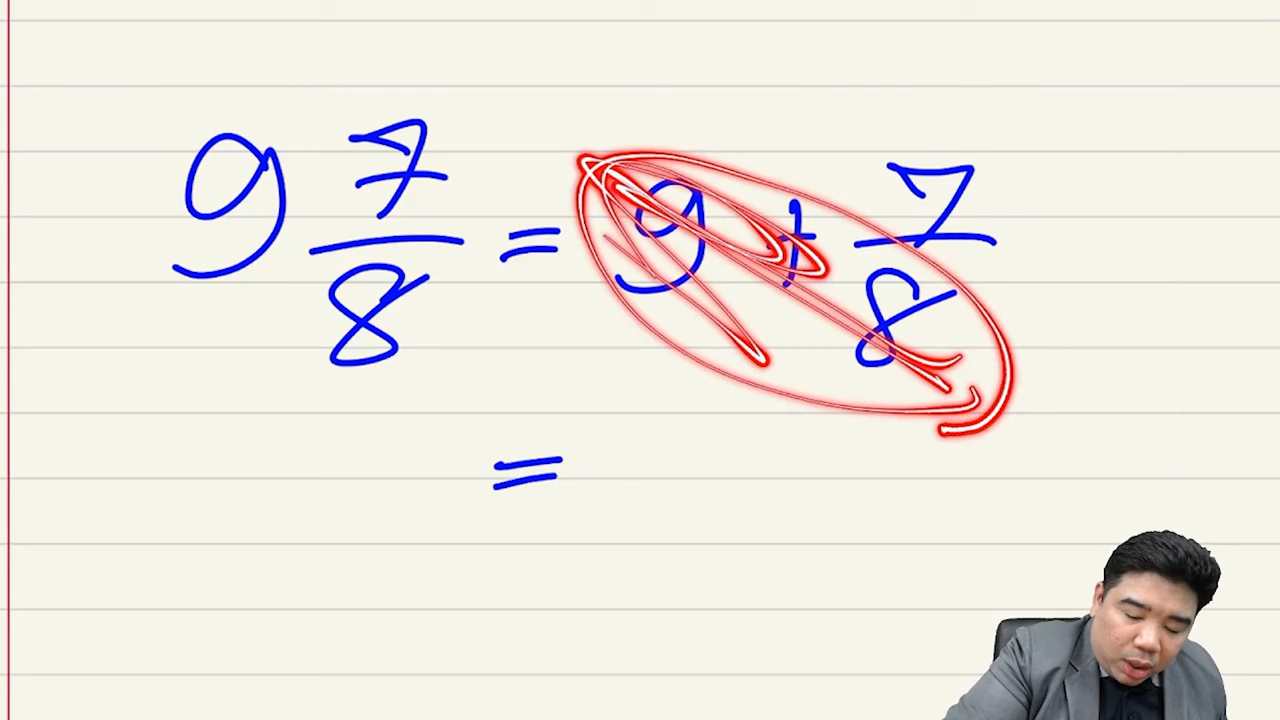 9 7/8 = 9 + 7/8
=